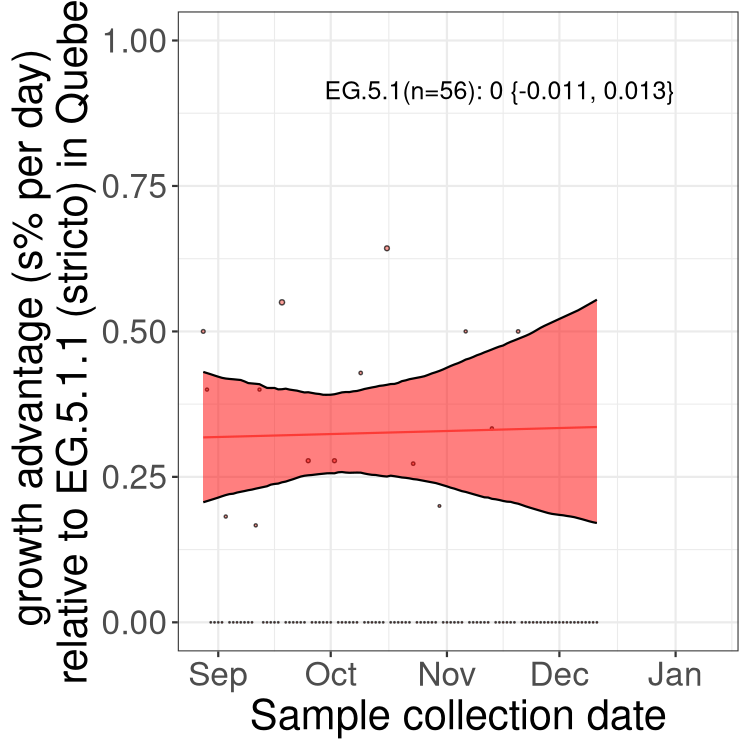 growth advantage (s% per day)
relative to EG.5.1.1 (stricto) in Quebe
1.00
0.75
0.50
0.25
0.00
EG.5.1(n=56): 0 {-0.011, 0.013}
Sep Oct Nov Dec Jan
Sample collection date